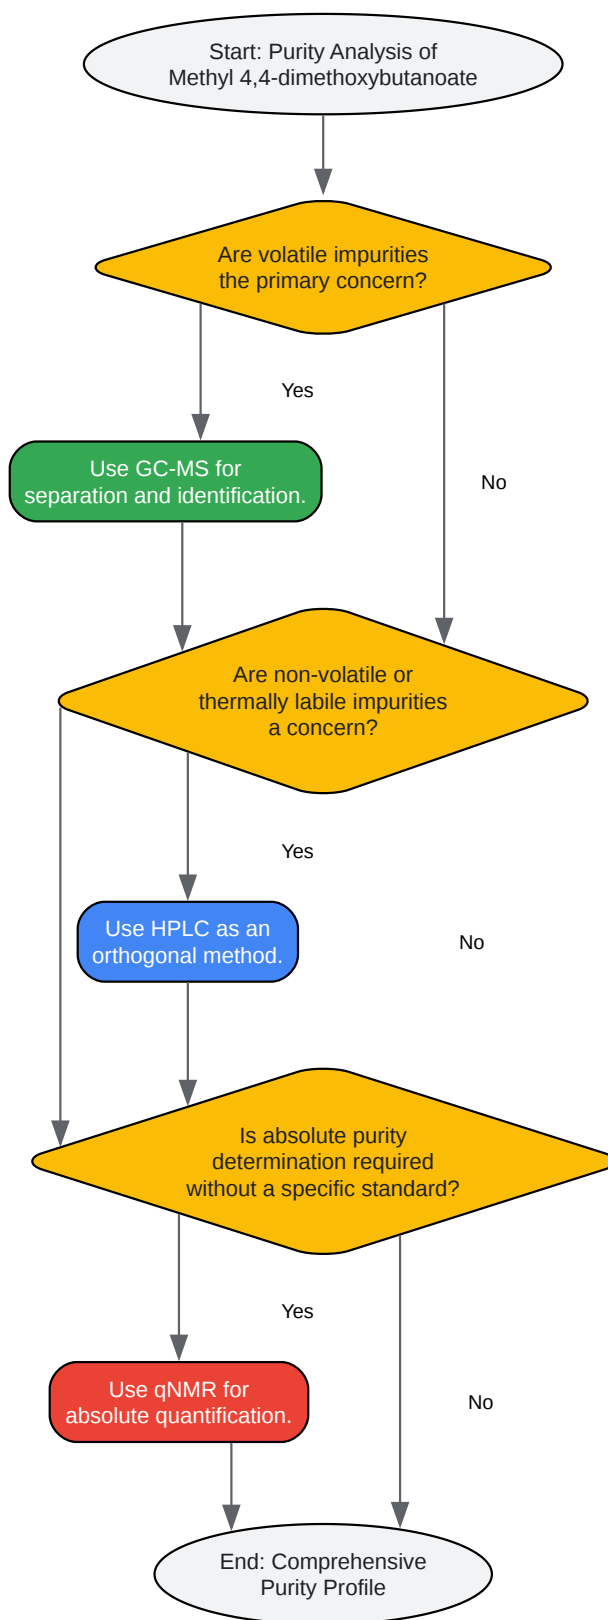 Start: Purity Analysis of
Methyl 4,4-dimethoxybutanoate
Are volatile impurities
the primary concern?
Yes
Use GC-MS for
separation and identification.
No
Are non-volatile or
thermally labile impurities
a concern?
Yes
Use HPLC as an
orthogonal method.
No
Is absolute purity
determination required
without a specific standard?
Yes
Use qNMR for
absolute quantification.
No
End: Comprehensive
Purity Profile